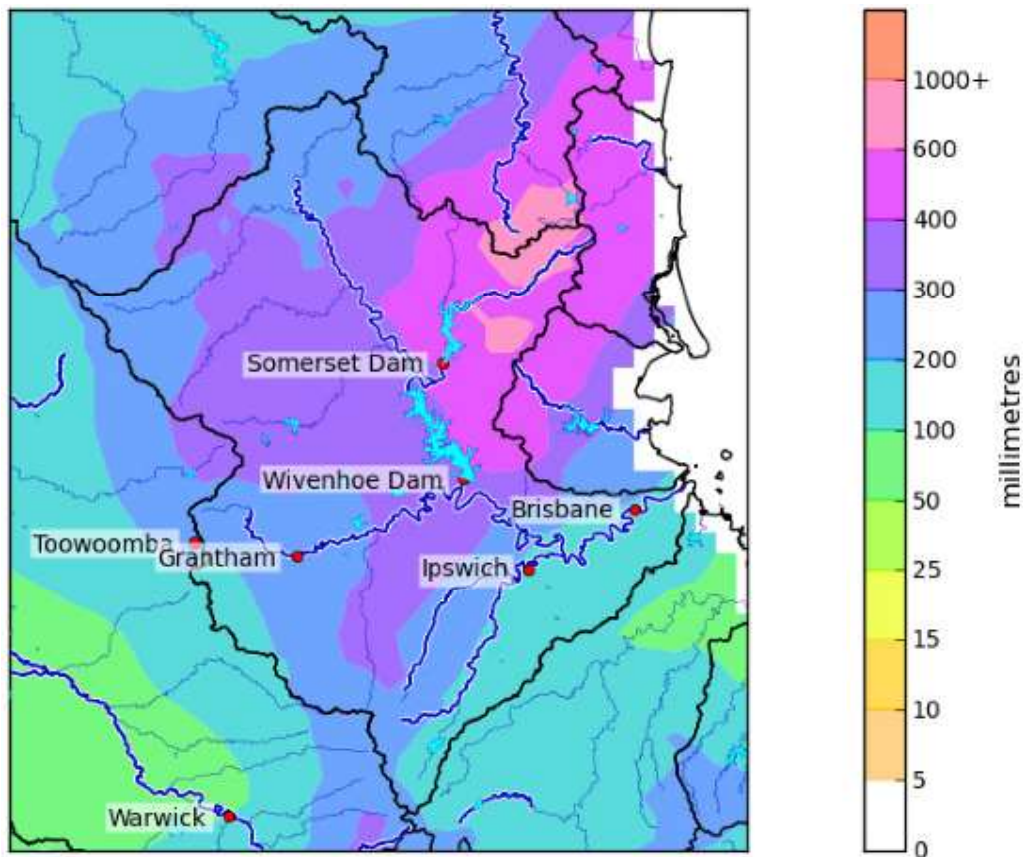 1000+
600
400
300
200
100
50
25
15
10
5
0
millimetres
Somerset Dam
Wivenhoe Dam
Brisbane
Toowoomba
Grantham
Ipswich
Warwick